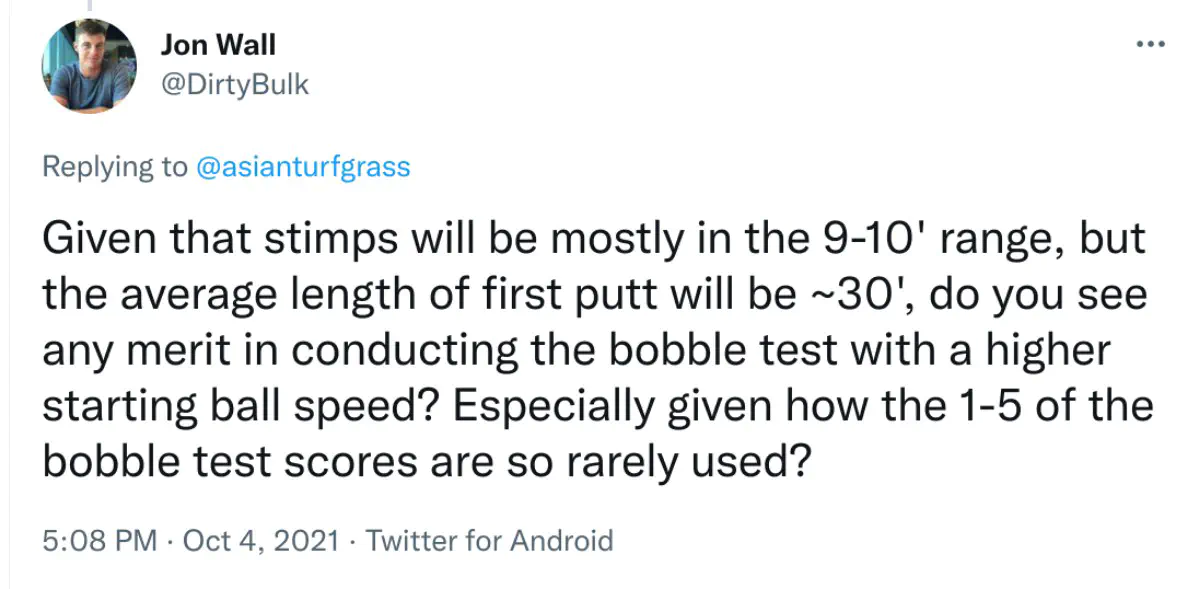 Jon Wall
@DirtyBulk
Replying to @asianturfgrass
Given that stimps will be mostly in the 9-10' range, but
the average length of first putt will be ~30', do you see
any merit in conducting the bobble test with a higher
starting ball speed? Especially given how the 1-5 of the
bobble test scores are so rarely used?
5:08 PM · Oct 4, 2021 · Twitter for Android